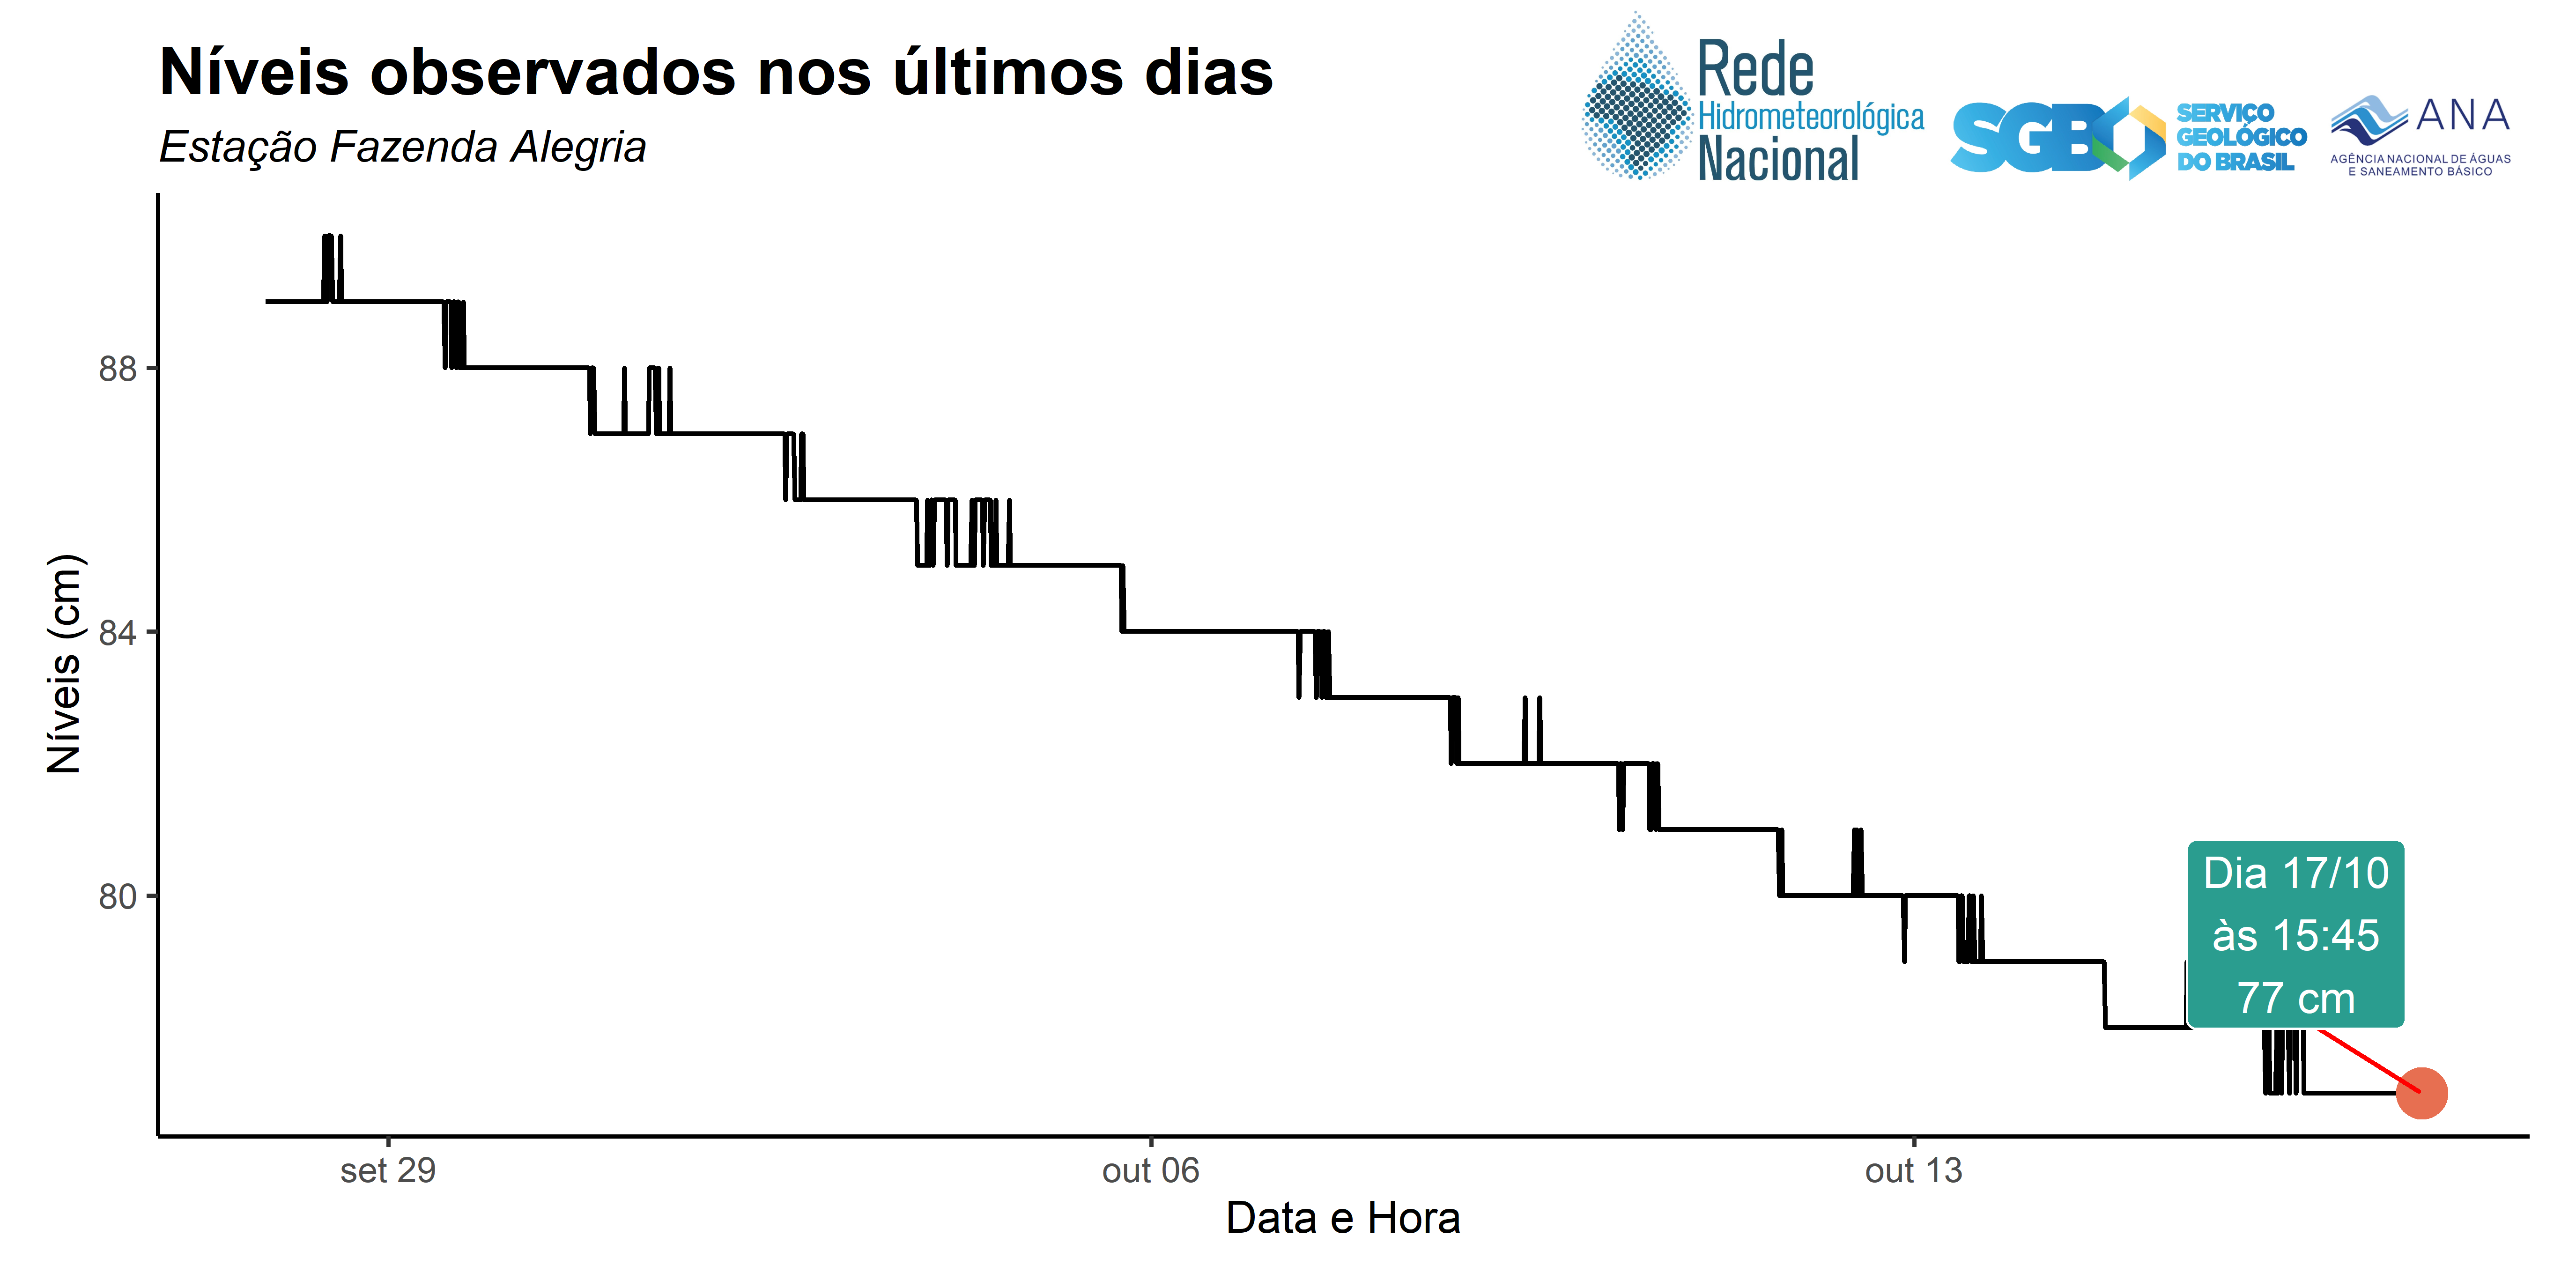 Níveis observados nos últimos dias
Estação Fazenda Alegria
Rede
Hidrometeorológica
Nacional
SGB
SERVIÇO
GEOLÓGICO
DO BRASIL
ANA
AGÊNCIA NACIONAL DE ÁGUAS
E SANEAMENTO BÁSICO
Níveis (cm)
88
84
80
Dia 17/10
às 15:45
77 cm
set 29
out 06
out 13
Data e Hora